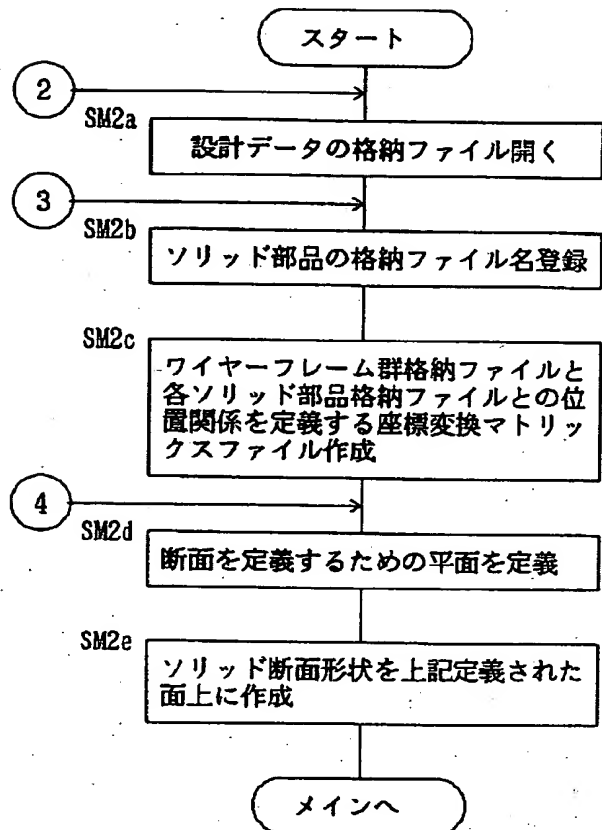 スタート
2
SM2a
設計データの格納ファイル開く
3
SM2b
ソリッド部品の格納ファイル名登録
SM2c
ワイヤーフレーム群格納ファイルと
各ソリッド部品格納ファイルとの位
置関係を定義する座標変換マトリッ
クスファイル作成
4
SM2d
断面を定義するための平面を定義
SM2e
ソリッド断面形状を上記定義された
面上に作成
メインへ